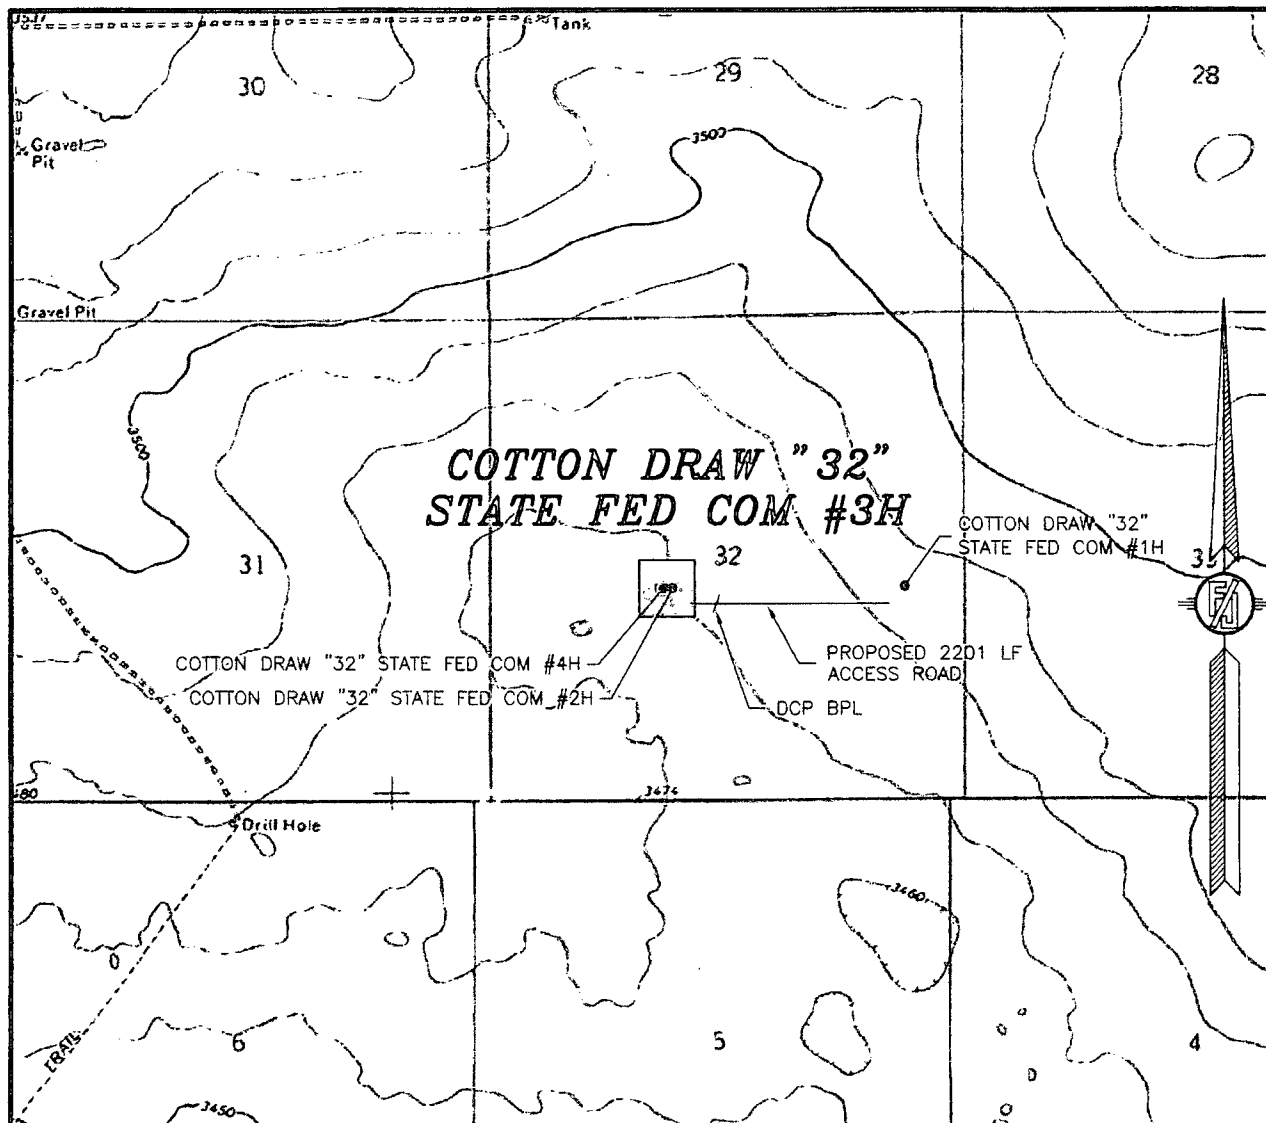 3537
Tank
30
29
28
Gravel
Pit
3500
Gravel Pit
3500
COTTON DRAW "32"
STATE FED COM #3H
COTTON DRAW "32"
STATE FED COM #1H
31
32
COTTON DRAW "32" STATE FED COM #4H
COTTON DRAW "32" STATE FED COM #2H
PROPOSED 2201 LF
ACCESS ROAD
DCP BPL
3474
Drill Hole
3460
TRAIL
6
5
4
3450